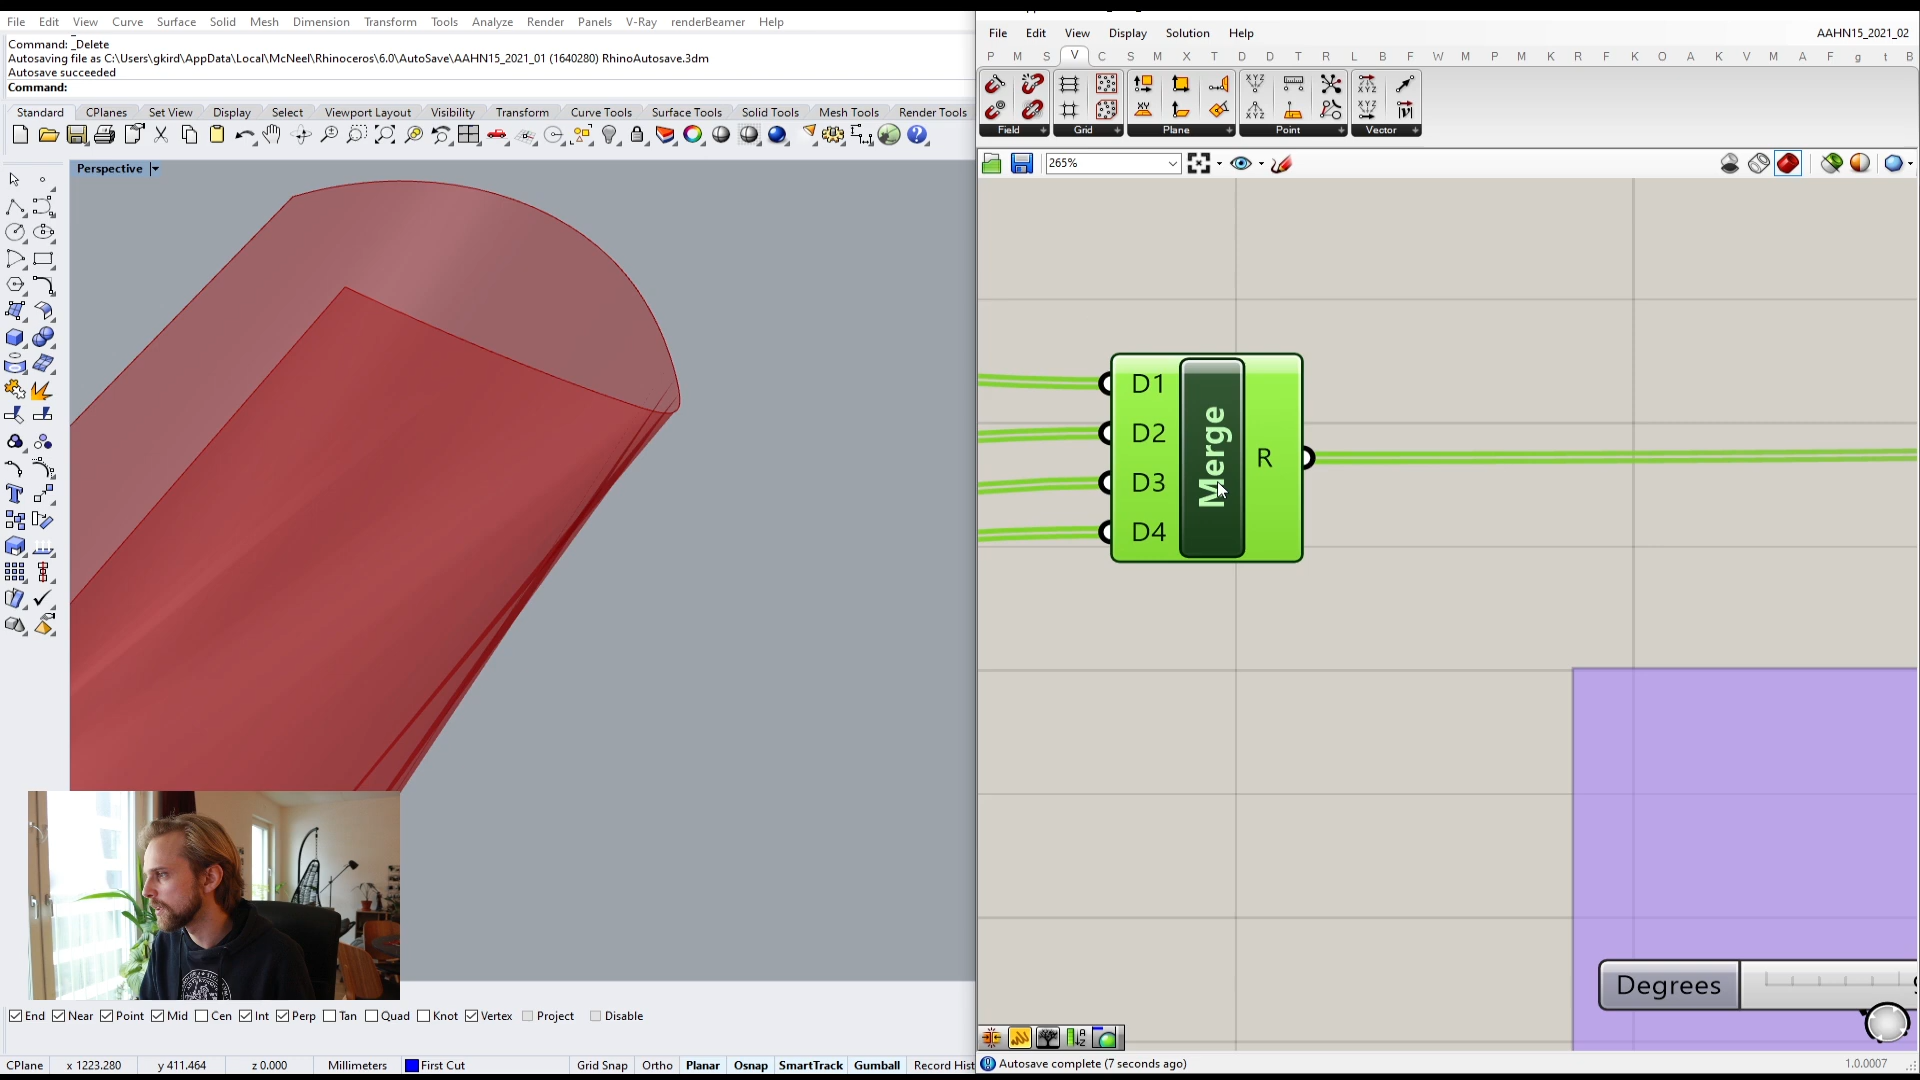 File Edit View Curve Surface Solid Mesh Dimension Transform Tools Analyze Render Panels V-Ray renderBeamer Help
Command: _Delete
Autosaving file as C:\Users\gkird\AppData\Local\McNeel\Rhinoceros\6.0\AutoSave\AAHN15_2021_01 (1640280) RhinoAutosave.3dm
Autosave succeeded
Command:
Standard CPlanes Set View Display Select Viewport Layout Visibility Transform Curve Tools Surface Tools Solid Tools Mesh Tools Render Tools
Perspective
End Near Point Mid Cen Int Perp Tan Quad Knot Vertex Project Disable
CPlane x 1223.280 y 411.464 z 0.000 Millimeters First Cut Grid Snap Ortho Planar Osnap SmartTrack Gumball Record Hist
File Edit View Display Solution Help AAHN15_2021_02
P M S V C S M X T D D T R L B F W M P M K R K O A K V M A F g t B
Field Grid Plane Point Vector
265%
D1
D2
D3
D4
Merge
R
Degrees
Autosave complete (7 seconds ago) 1.0.0007